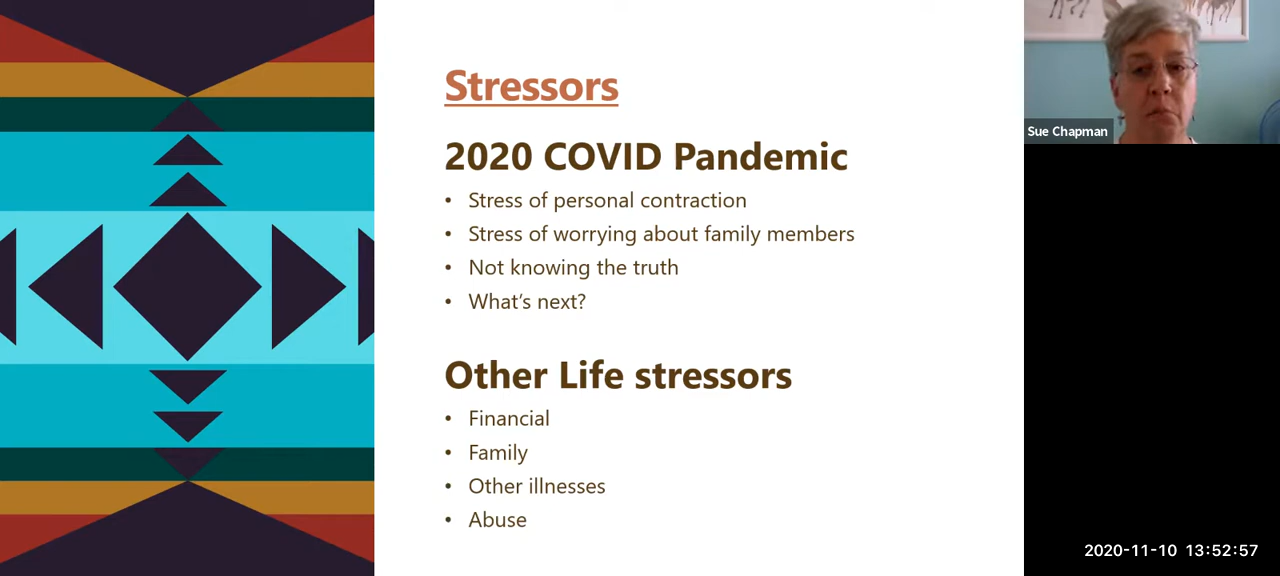 Stressors
2020 COVID Pandemic
• Stress of personal contraction
• Stress of worrying about family members
• Not knowing the truth
• What's next?
Other Life stressors
• Financial
• Family
• Other illnesses
• Abuse
Sue Chapman
2020-11-10 13:52:57